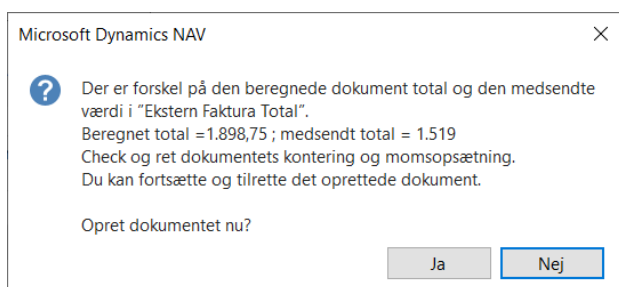 Microsoft Dynamics NAV
Der er forskel på den beregnede dokument total og den medsendte
værdi i "Ekstern Faktura Total".
Beregnet total =1.898,75 ; medsendt total = 1.519
Check og ret dokumentets kontering og momsopsætning.
Du kan fortsætte og tilrette det oprettede dokument.
Opret dokumentet nu?
Ja
Nej